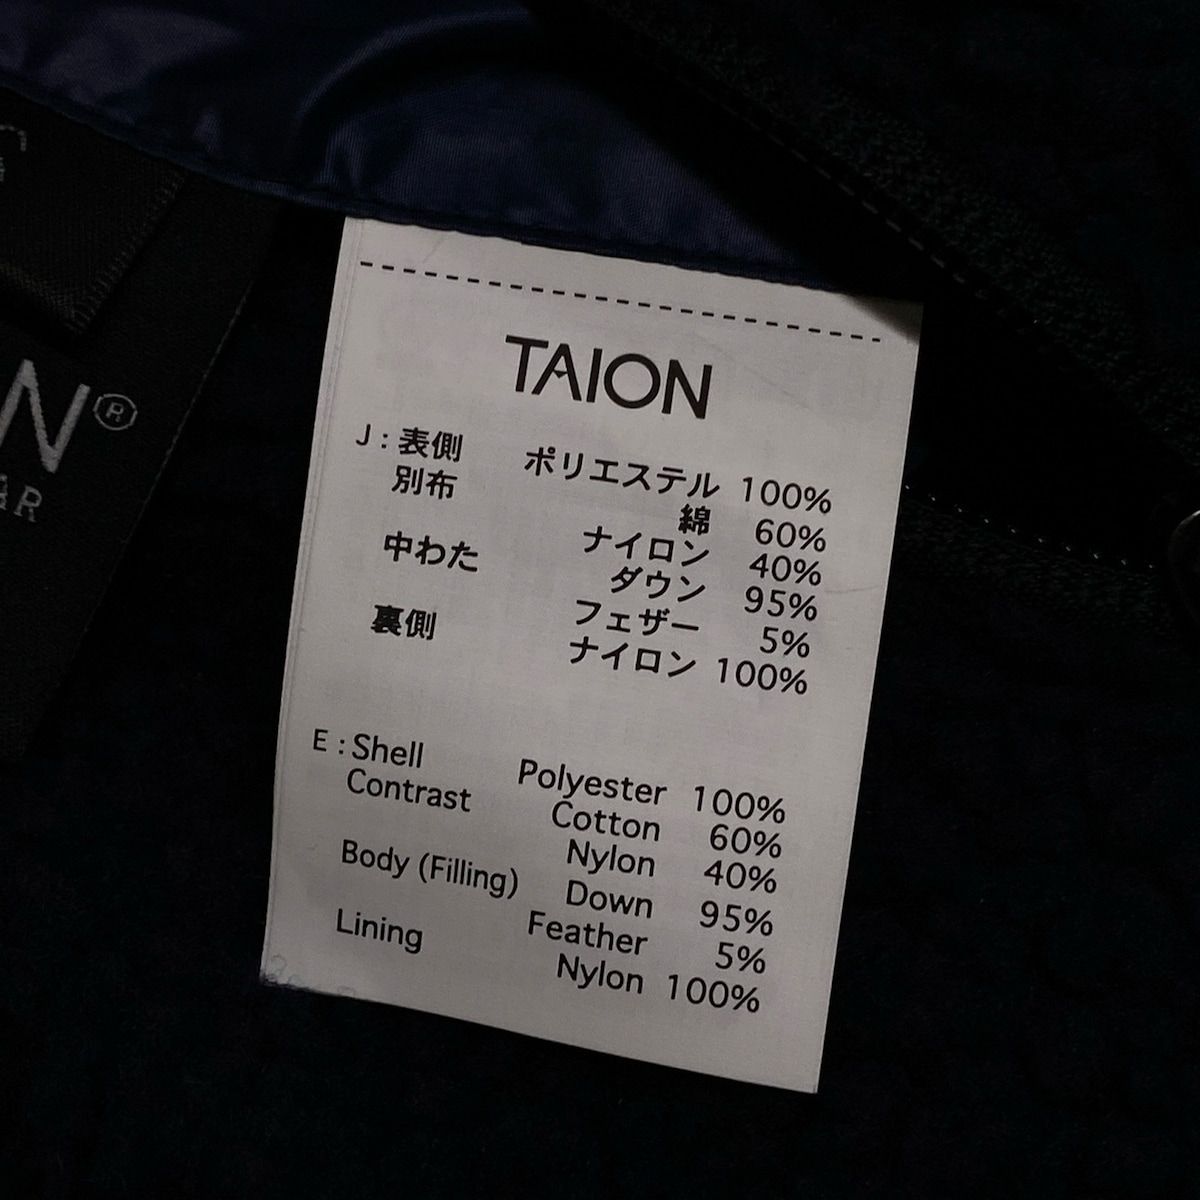 TAION
J : 表側 ポリエステル 100%
別布 綿 60%
ナイロン 40%
中わた ダウン 95%
フェザー 5%
裏側 ナイロン 100%
E : Shell Polyester 100%
Contrast Cotton 60%
Nylon 40%
Body (Filling) Down 95%
Feather 5%
Lining Nylon 100%
N®
R